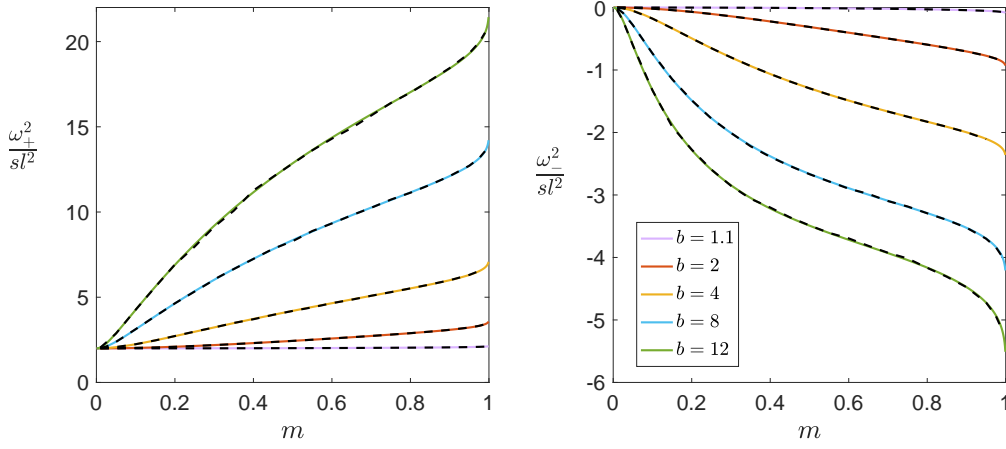 20
15
10
5
0
ω₊²
sl²
0 0.2 0.4 0.6 0.8 1
m
0
-1
-2
-3
-4
-5
-6
ω₋²
sl²
b = 1.1
b = 2
b = 4
b = 8
b = 12
0 0.2 0.4 0.6 0.8 1
m